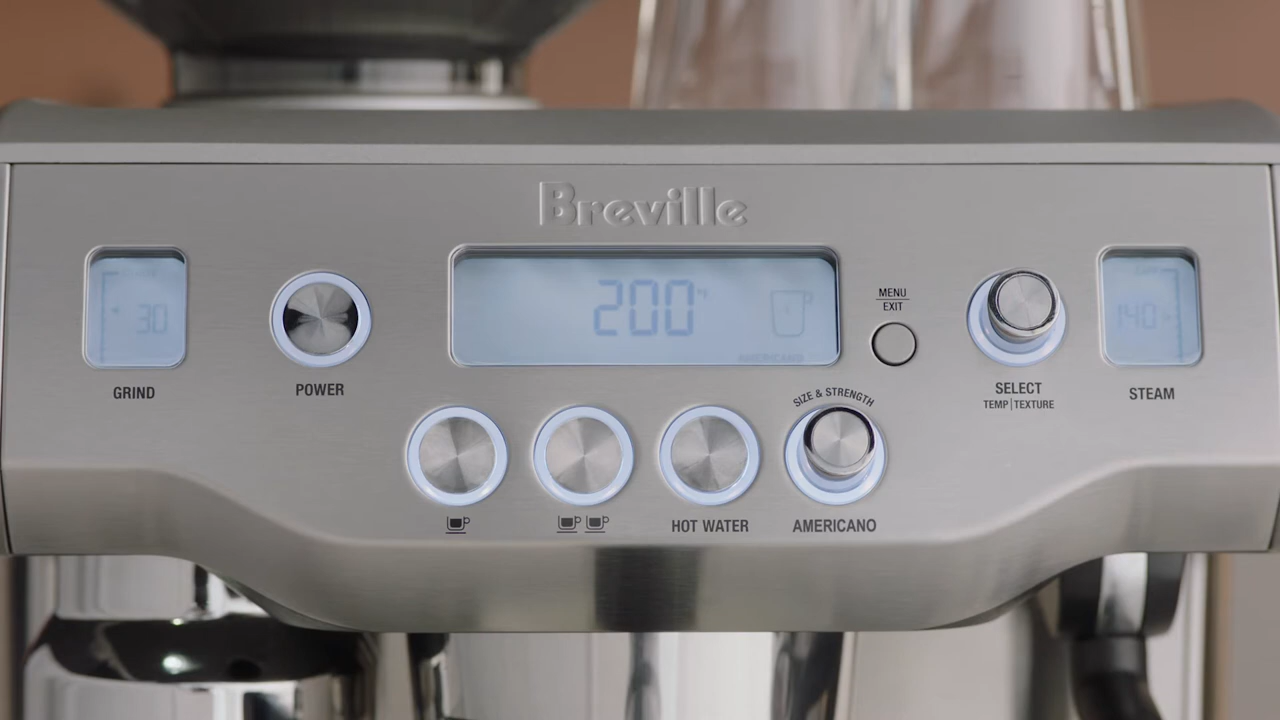 Breville
30
200°F
140
MENU
EXIT
GRIND
POWER
AMERICANO
SELECT
TEMP|TEXTURE
STEAM
SIZE & STRENGTH
HOT WATER
AMERICANO